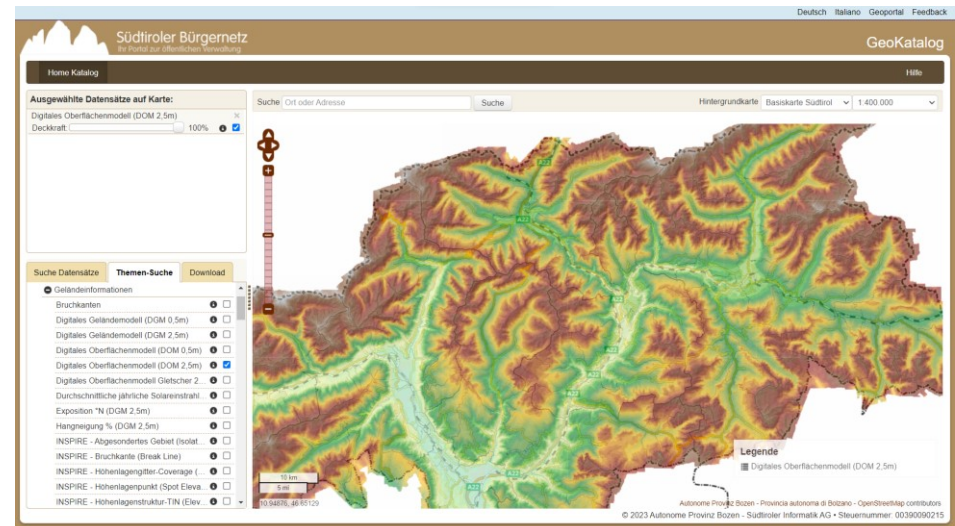 Deutsch Italiano Geoportal Feedback
Südtiroler Bürgernetz
Ihr Portal zur öffentlichen Verwaltung
GeoKatalog
Home Katalog
Hilfe
Ausgewählte Datensätze auf Karte:
Digitales Oberflächenmodell (DOM 2,5m)
Deckkraft: 100%
Suche Ort oder Adresse Suche
Hintergrundkarte Basiskarte Südtirol 1:400.000
Suche Datensätze Themen-Suche Download
Geländeinformationen
Bruchkanten
Digitales Geländemodell (DGM 0,5m)
Digitales Geländemodell (DGM 2,5m)
Digitales Oberflächenmodell (DOM 0,5m)
Digitales Oberflächenmodell (DOM 2,5m)
Digitales Oberflächenmodell Gletscher 2...
Durchschnittliche jährliche Solareinstrahl...
Exposition °N (DGM 2,5m)
Hangneigung % (DGM 2,5m)
INSPIRE - Abgesondertes Gebiet (Isolat...
INSPIRE - Bruchkante (Break Line)
INSPIRE - Höhenlagengitter-Coverage (...
INSPIRE - Höhenlagenpunkt (Spot Eleva...
INSPIRE - Höhenlagenstruktur-TIN (Elev...
A22
A22
A22
A22
A22
A22
A22
Legende
Digitales Oberflächenmodell (DOM 2,5m)
10 km
5 mi
Autonome Provinz Bozen - Provincia autonoma di Bolzano - OpenStreetMap contributors
© 2023 Autonome Provinz Bozen - Südtiroler Informatik AG • Steuernummer: 00390090215